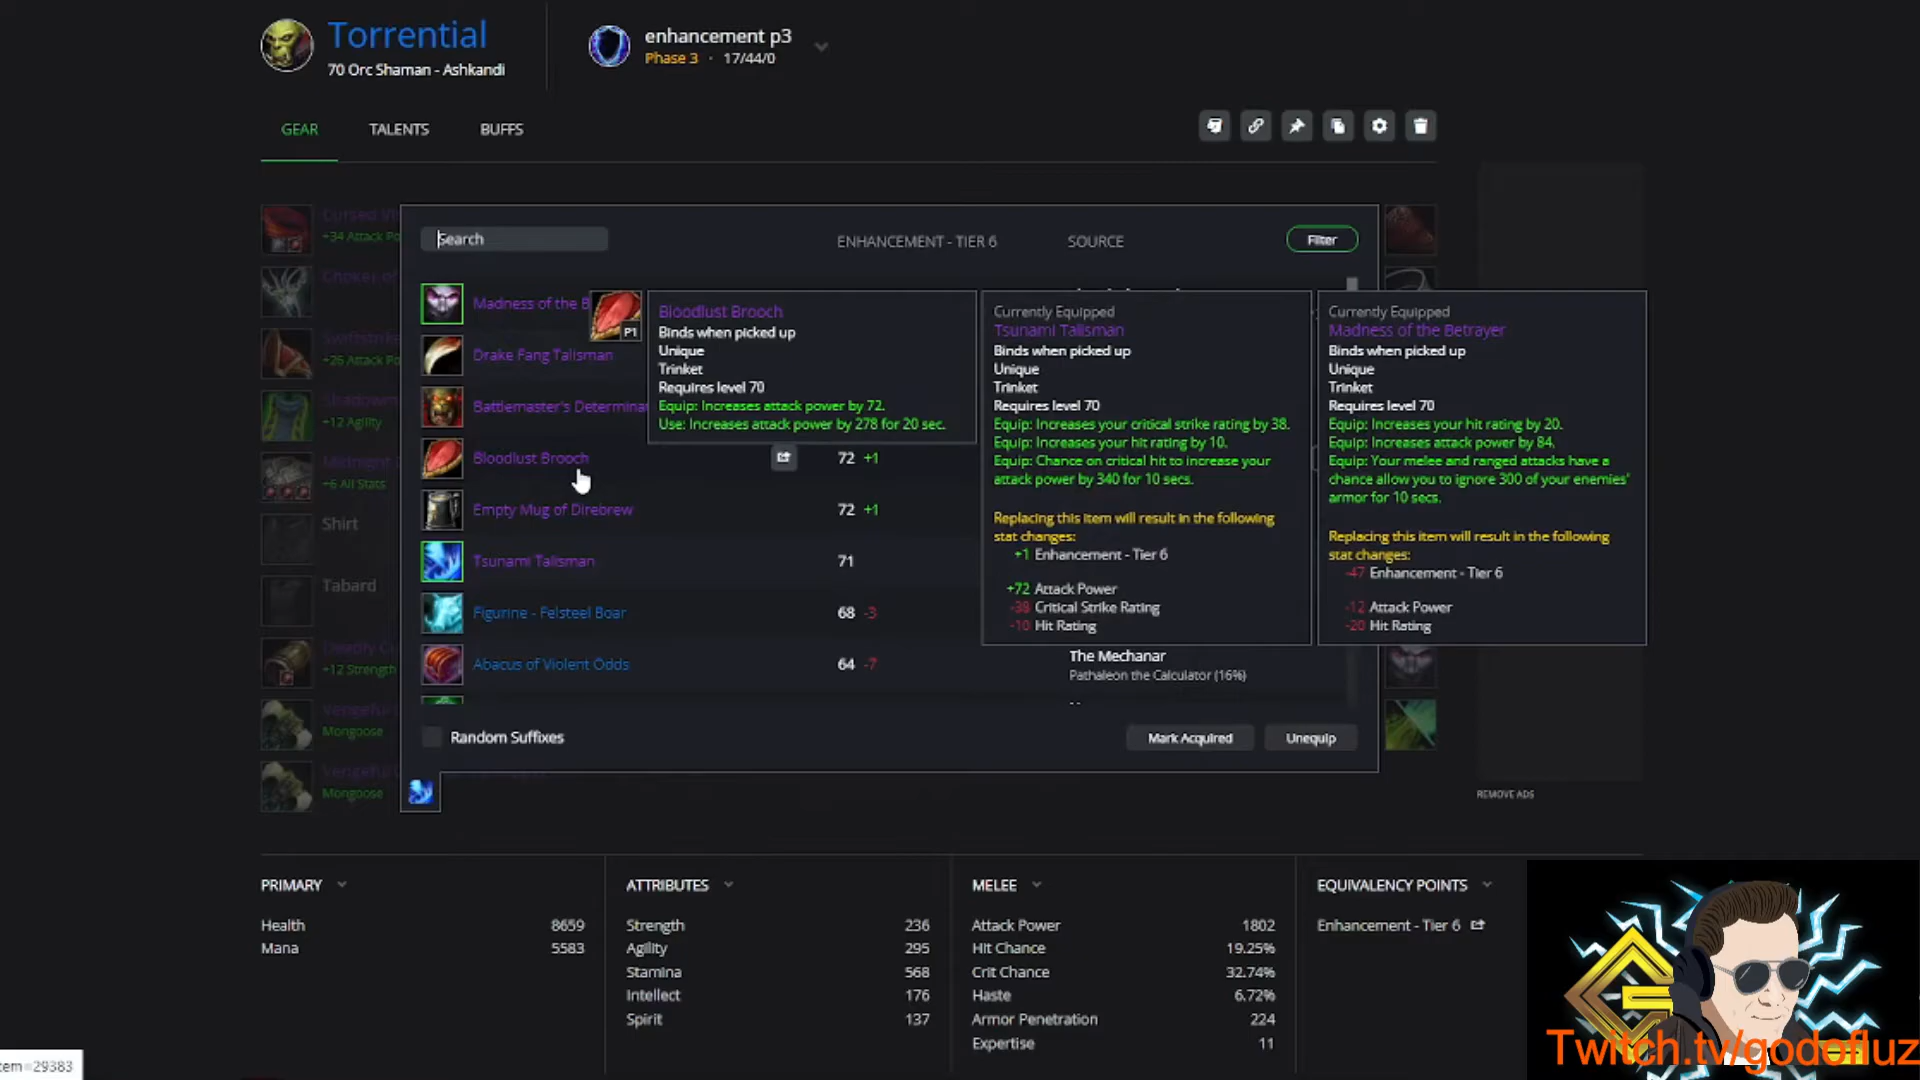 Torrential
70 Orc Shaman - Ashkandi
enhancement p3
Phase 3 · 17/44/0
GEAR
TALENTS
BUFFS
Search
ENHANCEMENT - TIER 6
SOURCE
Filter
+34 Attack Po
Choker of
+26 Attack Po
+12 Agility
+6 All Stats
Shirt
Tabard
+12 Strength
Mongoose
Mongoose
Madness of the B
Drake Fang Talisman
Battlemaster's Determina
Bloodlust Brooch
72 +1
Empty Mug of Direbrew
72 +1
Tsunami Talisman
71
Figurine - Felsteel Boar
68 -3
Abacus of Violent Odds
64 -7
The Mechanar
Pathaleon the Calculator (16%)
P1
Bloodlust Brooch
Binds when picked up
Unique
Trinket
Requires level 70
Equip: Increases attack power by 72.
Use: Increases attack power by 278 for 20 sec.
Currently Equipped
Tsunami Talisman
Binds when picked up
Unique
Trinket
Requires level 70
Equip: Increases your critical strike rating by 38.
Equip: Increases your hit rating by 10.
Equip: Chance on critical hit to increase your
attack power by 340 for 10 secs.
Replacing this item will result in the following
stat changes:
+1 Enhancement - Tier 6
+72 Attack Power
-38 Critical Strike Rating
-10 Hit Rating
Currently Equipped
Madness of the Betrayer
Binds when picked up
Unique
Trinket
Requires level 70
Equip: Increases your hit rating by 20.
Equip: Increases attack power by 84.
Equip: Your melee and ranged attacks have a
chance allow you to ignore 300 of your enemies'
armor for 10 secs.
Replacing this item will result in the following
stat changes:
-47 Enhancement - Tier 6
-12 Attack Power
-20 Hit Rating
Random Suffixes
Mark Acquired
Unequip
REMOVE ADS
PRIMARY
Health 8659
Mana 5583
ATTRIBUTES
Strength 236
Agility 295
Stamina 568
Intellect 176
Spirit 137
MELEE
Attack Power 1802
Hit Chance 19.25%
Crit Chance 32.74%
Haste 6.72%
Armor Penetration 224
Expertise 11
EQUIVALENCY POINTS
Enhancement - Tier 6
Twitch.tv/godofluz
tem=29383